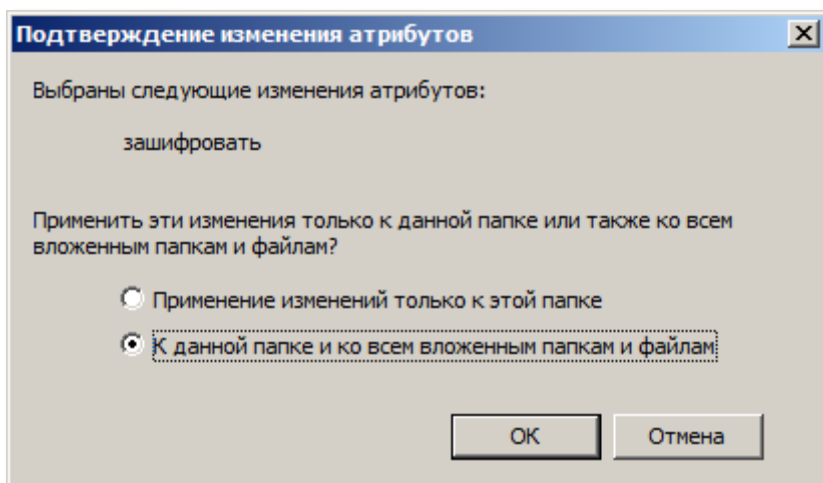 Подтверждение изменения атрибутов
Выбраны следующие изменения атрибутов:
зашифровать
Применить эти изменения только к данной папке или также ко всем
вложенным папкам и файлам?
Применение изменений только к этой папке
К данной папке и ко всем вложенным папкам и файлам
ОК
Отмена